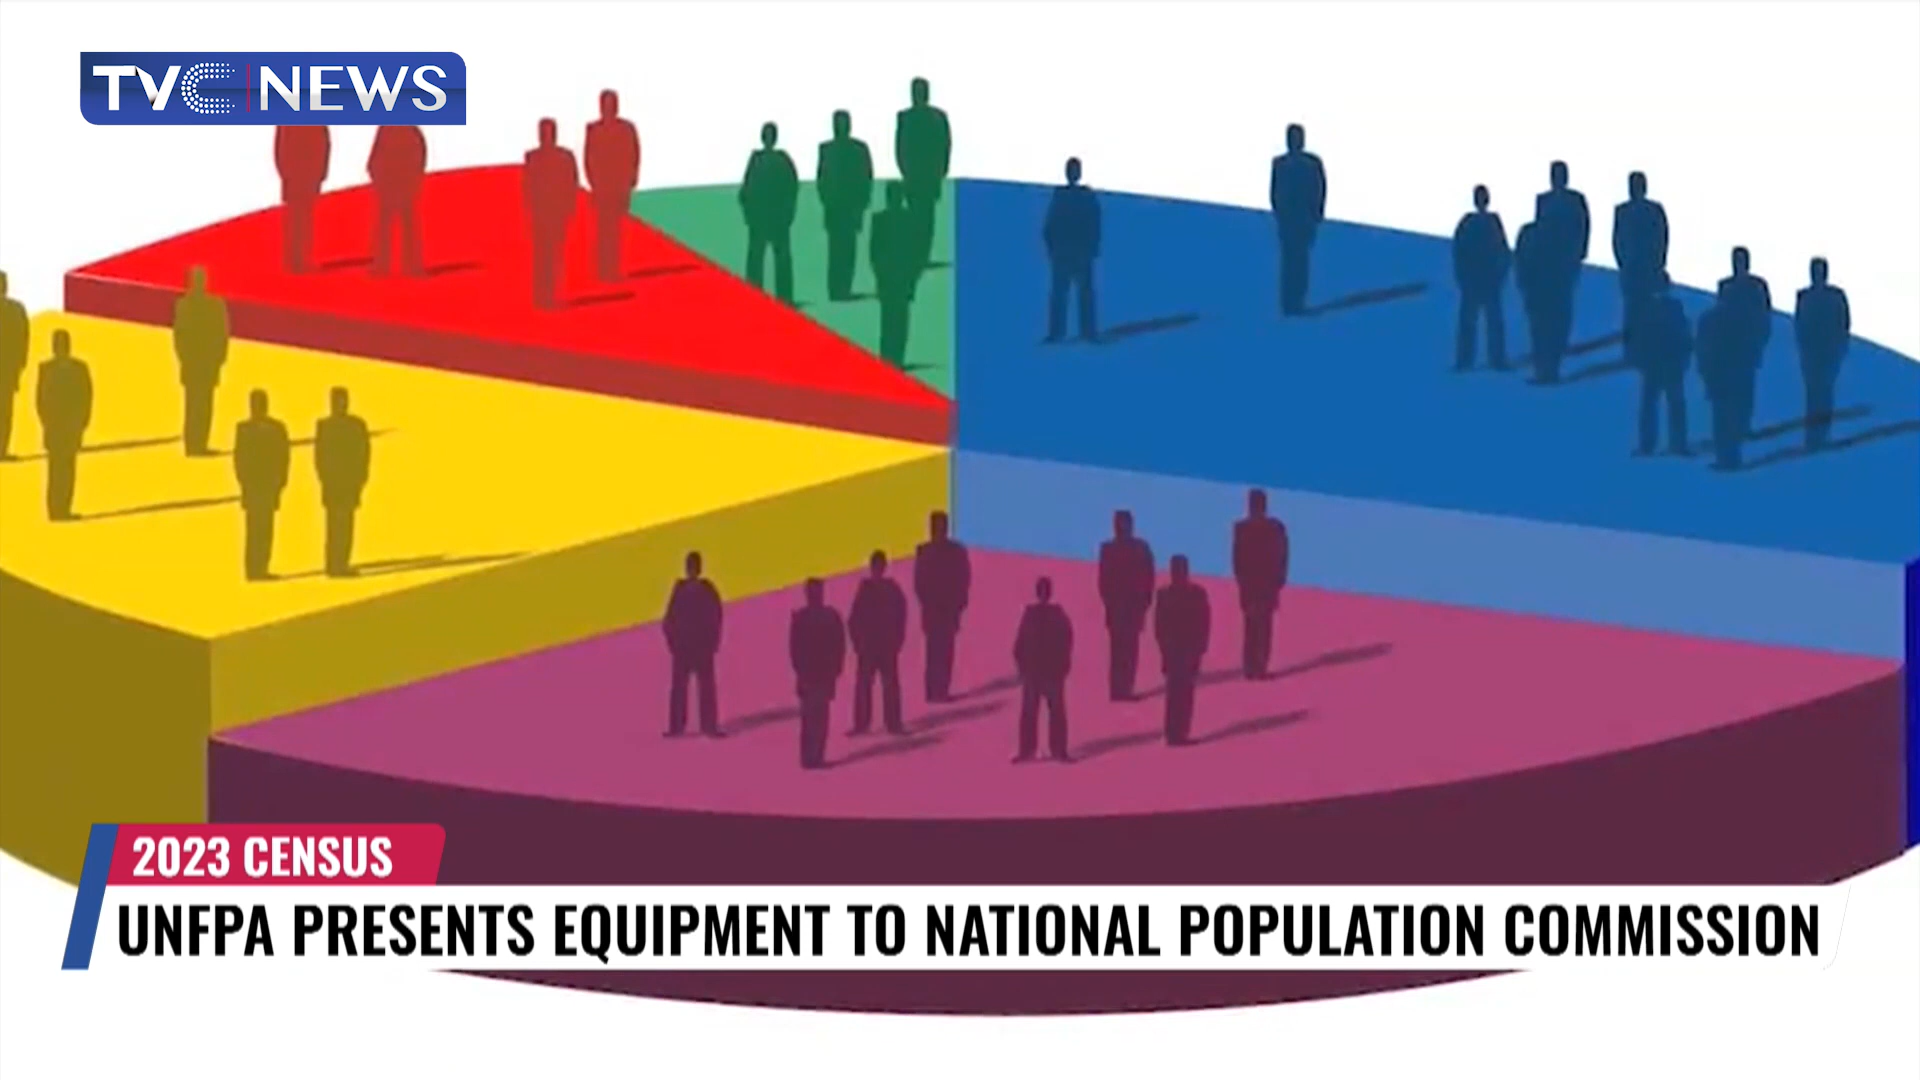 TVC NEWS
2023 CENSUS
UNFPA PRESENTS EQUIPMENT TO NATIONAL POPULATION COMMISSION